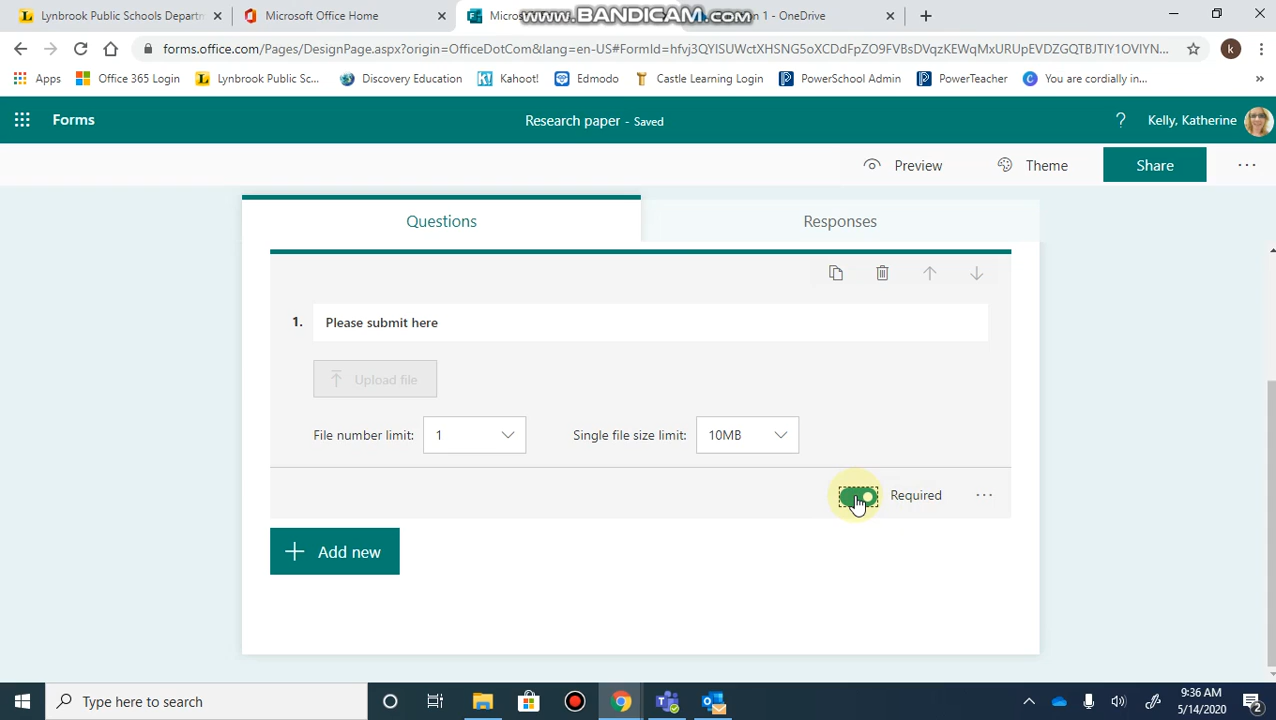 Lynbrook Public Schools Departm
Microsoft Office Home
Micros
www.BANDICAM.com
1 - OneDrive
forms.office.com/Pages/DesignPage.aspx?origin=OfficeDotCom&lang=en-US#FormId=hfvj3QYISUWctXHSNG5oXCDdFpZO9FVBsDVqzKEWqMxURUpEVDZGQTBJTlY1OVlYN...
k
Apps
Office 365 Login
Lynbrook Public Sc...
Discovery Education
Kahoot!
Edmodo
Castle Learning Login
PowerSchool Admin
PowerTeacher
You are cordially in...
»
Forms
Research paper - Saved
?
Kelly, Katherine
Preview
Theme
Share
...
Questions
Responses
1. Please submit here
Upload file
File number limit: 1
Single file size limit: 10MB
Required
...
+ Add new
Type here to search
9:36 AM
5/14/2020
2